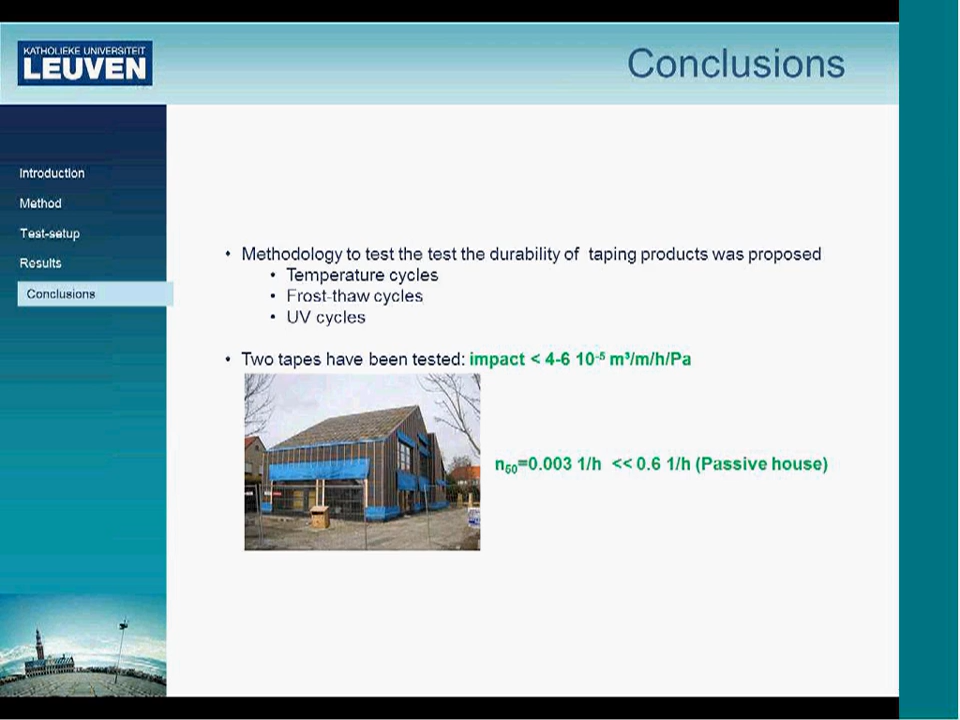 KATHOLIEKE UNIVERSITEIT
LEUVEN
Conclusions
Introduction
Method
Test-setup
Results
Conclusions
• Methodology to test the test the durability of taping products was proposed
• Temperature cycles
• Frost-thaw cycles
• UV cycles
• Two tapes have been tested: impact < 4-6 10⁻⁵ m³/m/h/Pa
n₅₀=0.003 1/h << 0.6 1/h (Passive house)